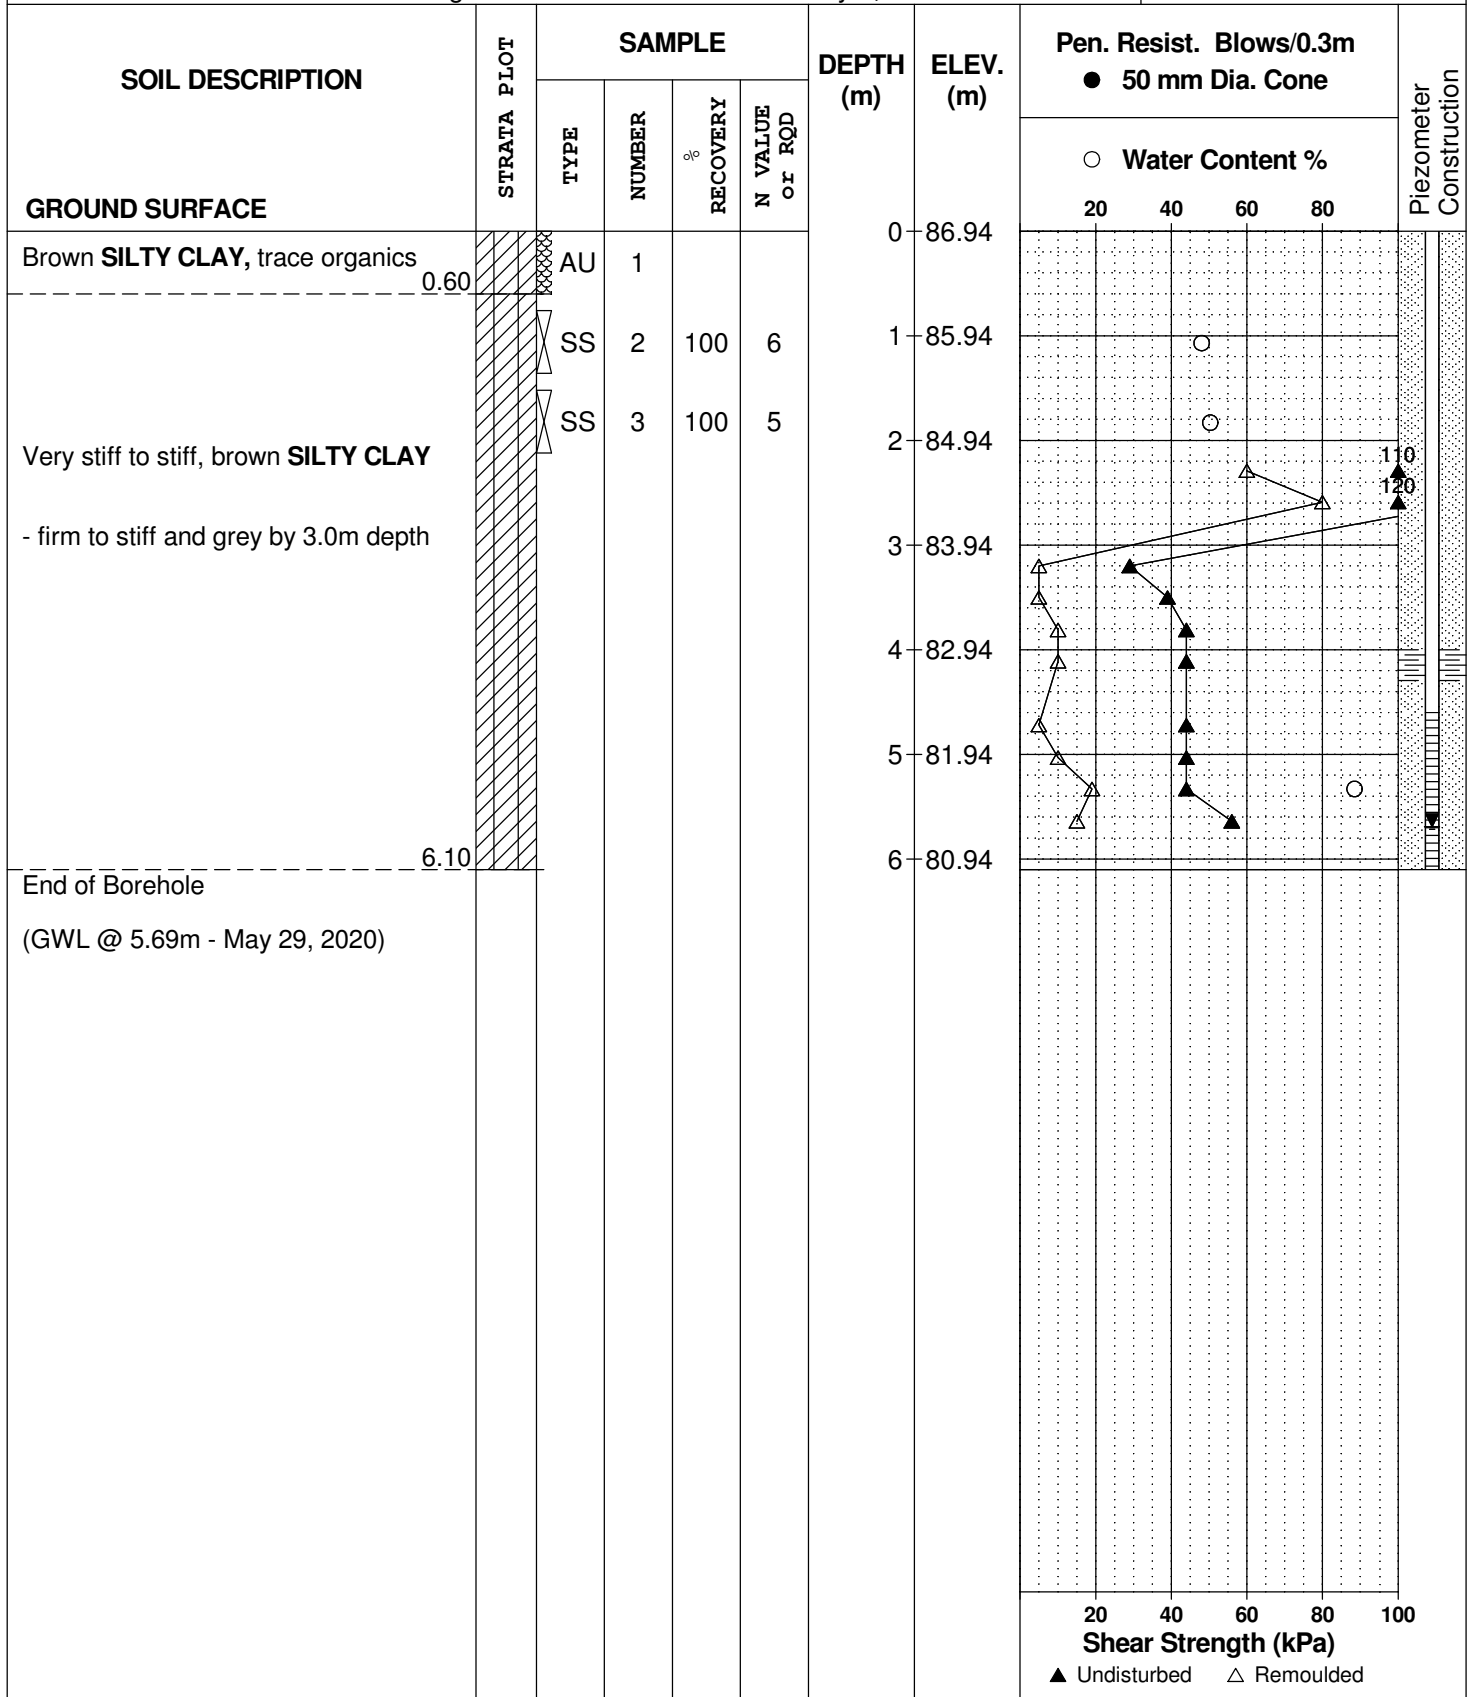 SOIL DESCRIPTION
GROUND SURFACE
STRATA PLOT
SAMPLE
TYPE
NUMBER
% RECOVERY
N VALUE or RQD
DEPTH (m)
ELEV. (m)
Pen. Resist. Blows/0.3m
● 50 mm Dia. Cone
○ Water Content %
20 40 60 80
Piezometer Construction
0 86.94
Brown SILTY CLAY, trace organics
0.60
AU 1
SS 2 100 6
1 85.94
SS 3 100 5
2 84.94
Very stiff to stiff, brown SILTY CLAY
110
120
- firm to stiff and grey by 3.0m depth
3 83.94
4 82.94
5 81.94
6.10
6 80.94
End of Borehole
(GWL @ 5.69m - May 29, 2020)
20 40 60 80 100
Shear Strength (kPa)
▲ Undisturbed △ Remoulded